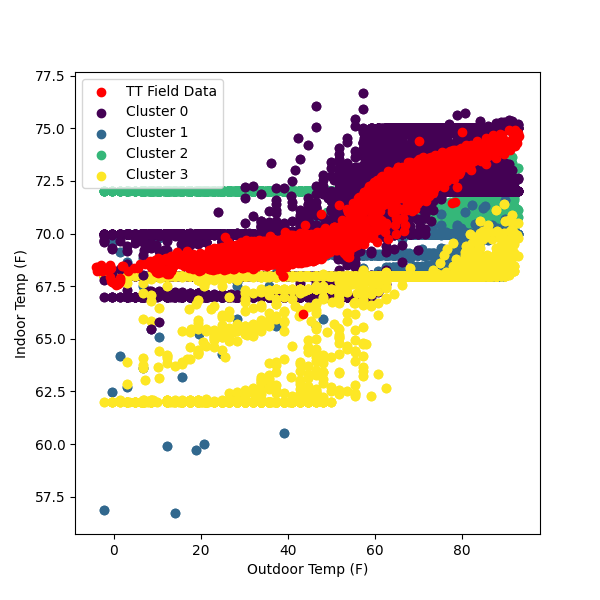 77.5
75.0
72.5
70.0
67.5
65.0
62.5
60.0
57.5
Indoor Temp (F)
TT Field Data
Cluster 0
Cluster 1
Cluster 2
Cluster 3
0 20 40 60 80
Outdoor Temp (F)